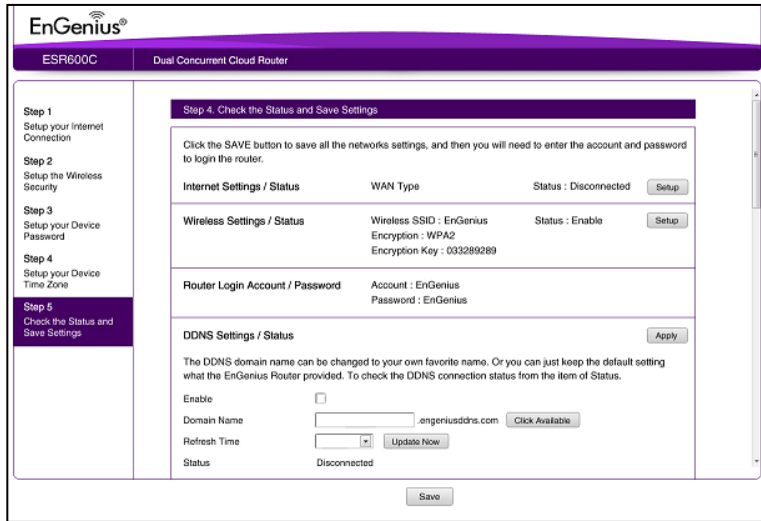 EnGenius®
ESR600C
Dual Concurrent Cloud Router
Step 1
Setup your Internet
Connection
Step 2
Setup the Wireless
Security
Step 3
Setup your Device
Password
Step 4
Setup your Device
Time Zone
Step 5
Check the Status and
Save Settings
Step 4. Check the Status and Save Settings
Click the SAVE button to save all the networks settings, and then you will need to enter the account and password
to login the router.
Internet Settings / Status WAN Type Status : Disconnected Setup
Wireless Settings / Status Wireless SSID : EnGenius Status : Enable Setup
Encryption : WPA2
Encryption Key : 033289289
Router Login Account / Password Account : EnGenius
Password : EnGenius
DDNS Settings / Status Apply
The DDNS domain name can be changed to your own favorite name. Or you can just keep the default setting
what the EnGenius Router provided. To check the DDNS connection status from the item of Status.
Enable
Domain Name .engeniusddns.com Click Available
Refresh Time Update Now
Status Disconnected
Save